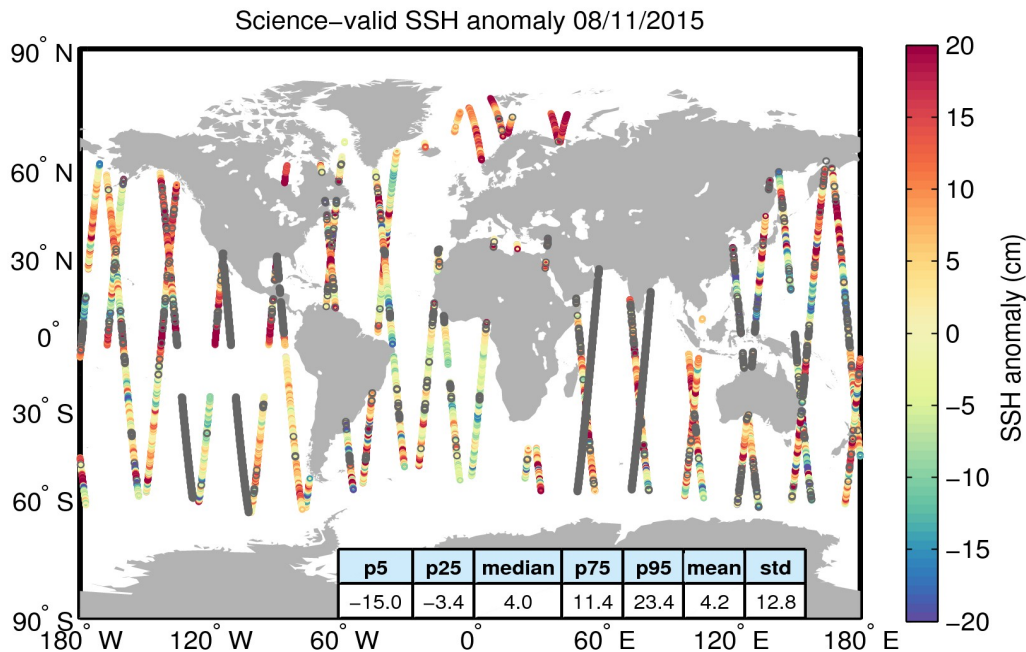 Science−valid SSH anomaly 08/11/2015
90° N
60° N
30° N
0°
30° S
60° S
90° S
180° W
120° W
60° W
0°
60° E
120° E
180° E
p5 p25 median p75 p95 mean std
−15.0 −3.4 4.0 11.4 23.4 4.2 12.8
20
15
10
5
0
−5
−10
−15
−20
SSH anomaly (cm)